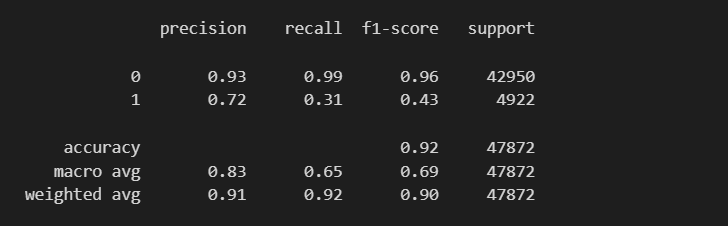 precision recall f1-score support
0 0.93 0.99 0.96 42950
1 0.72 0.31 0.43 4922
accuracy 0.92 47872
macro avg 0.83 0.65 0.69 47872
weighted avg 0.91 0.92 0.90 47872